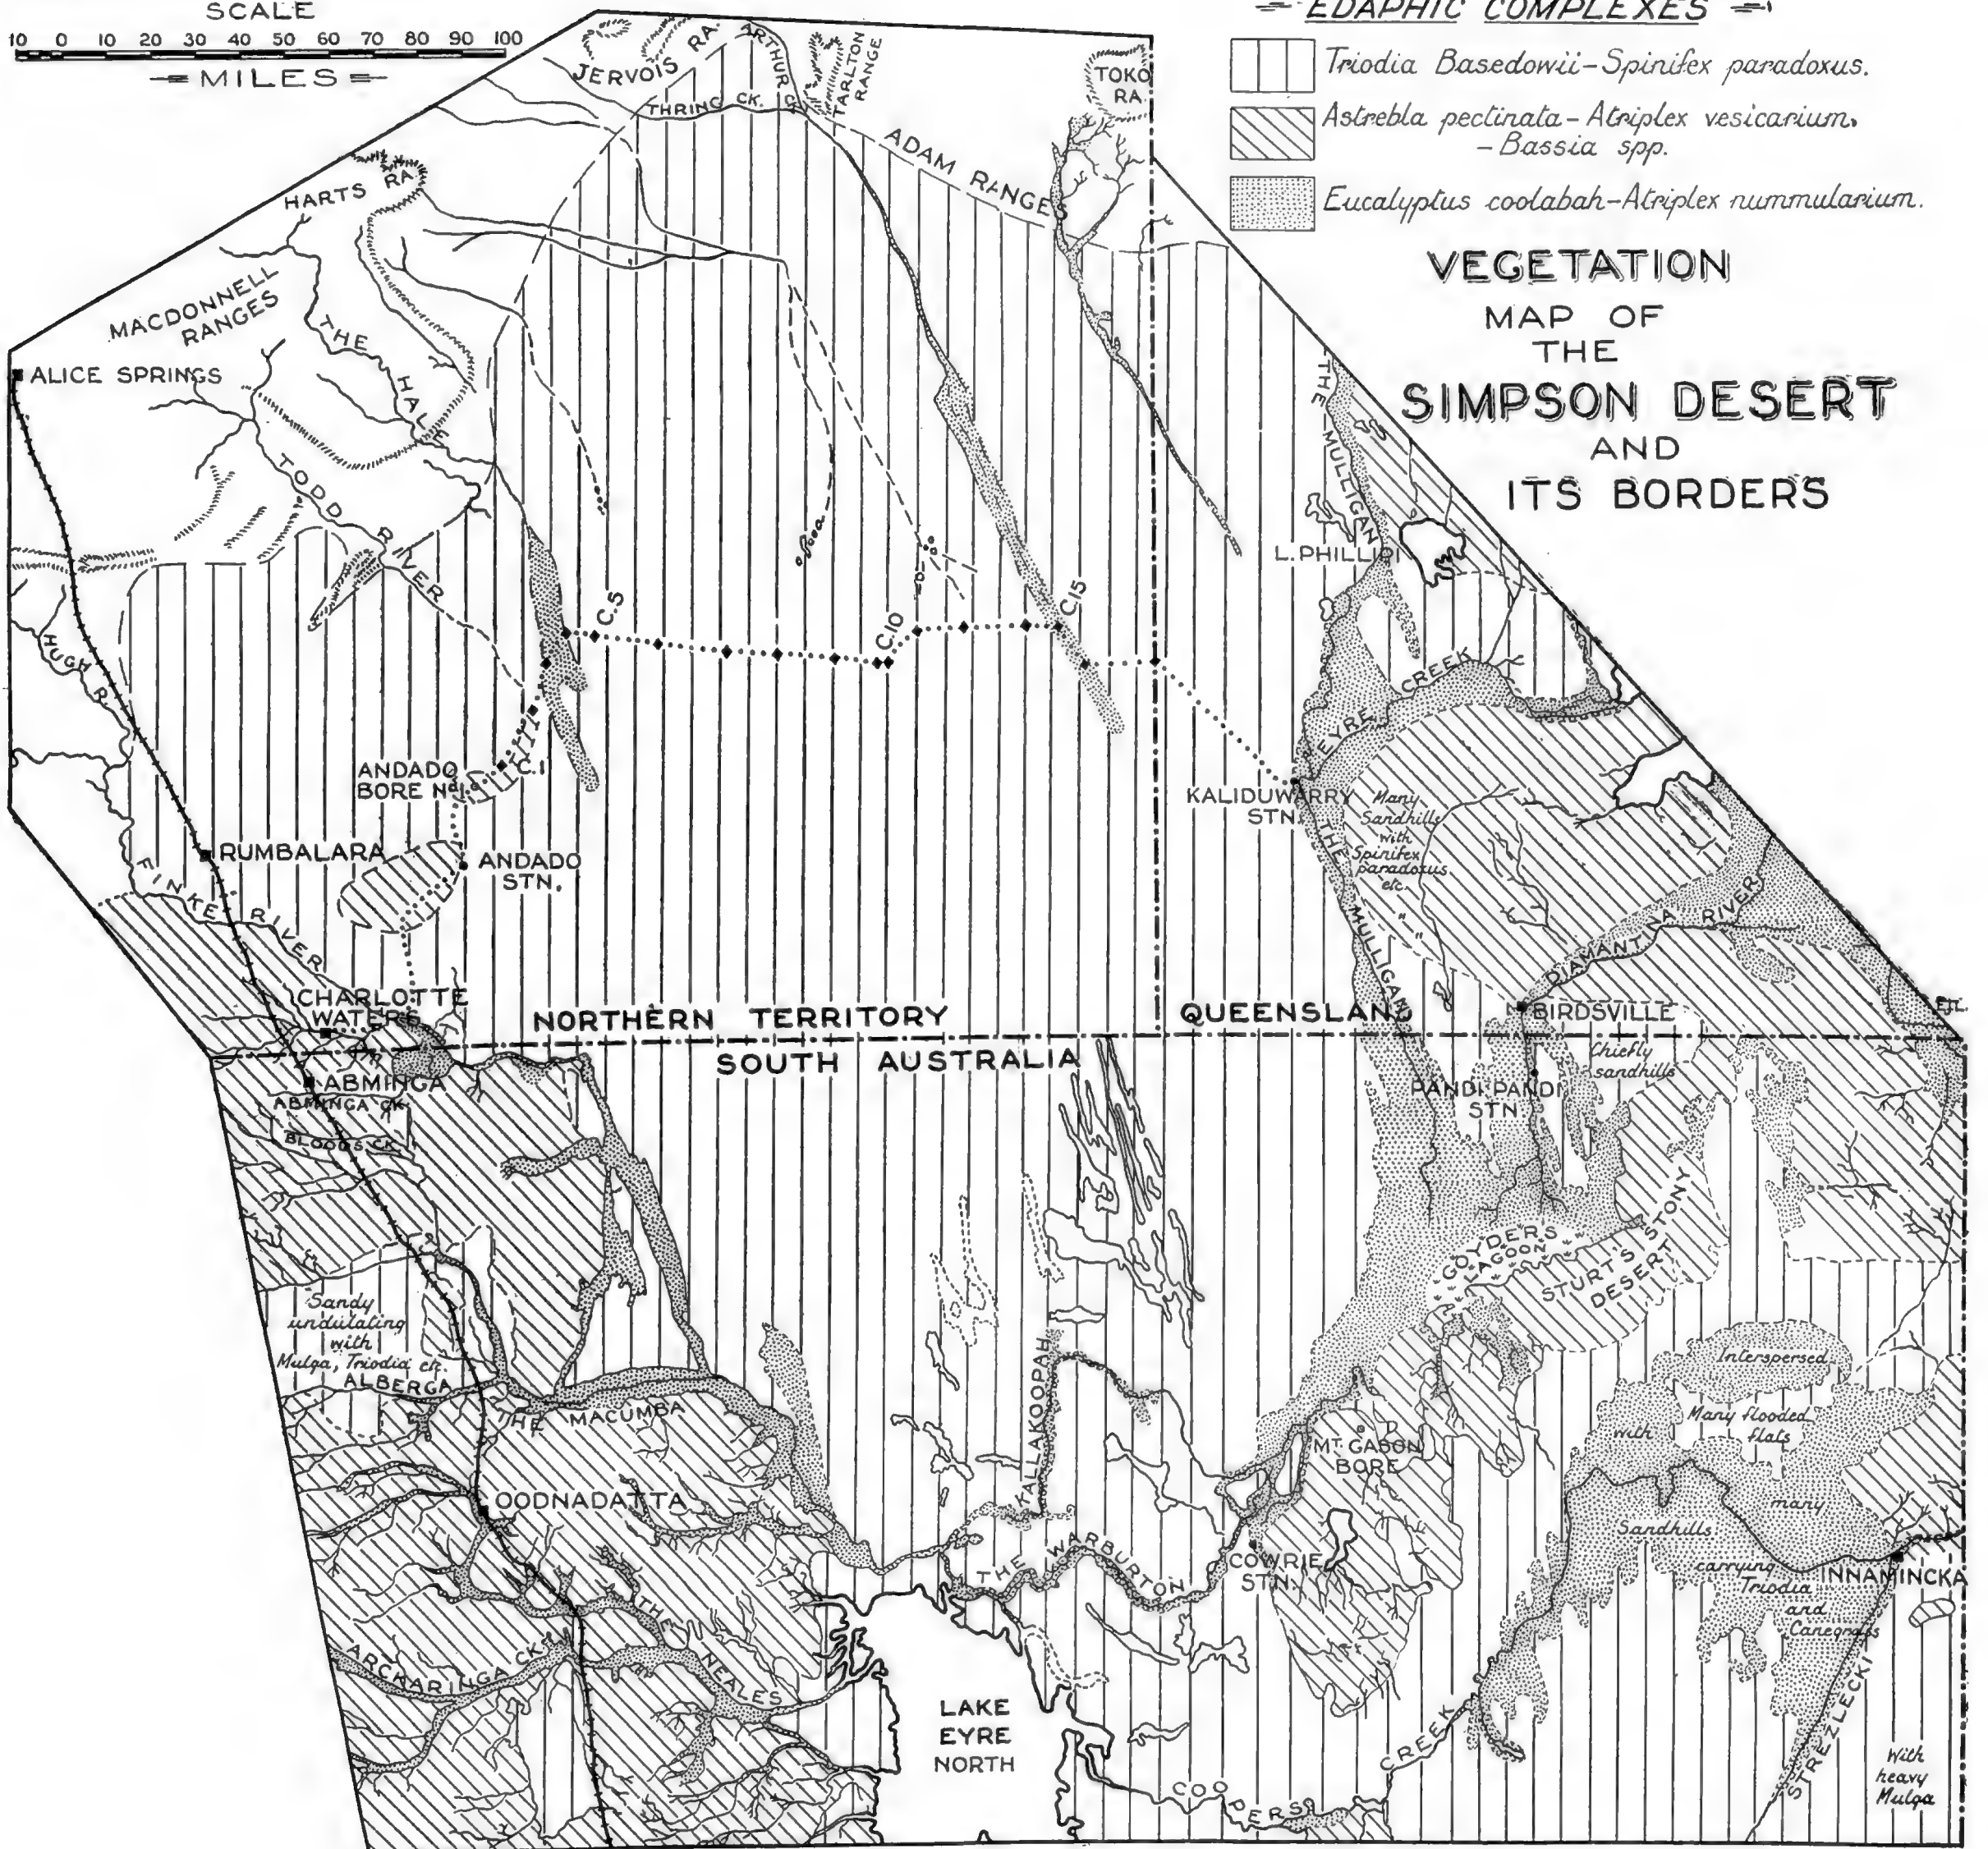 SCALE
10 0 10 20 30 40 50 60 70 80 90 100
MILES
EDAPHIC COMPLEXES
Triodia Basedowii-Spinifex paradoxus.
Astrebla pectinata-Atriplex vesicarium,
-Bassia spp.
Eucalyptus coolabah-Atriplex nummularium.
VEGETATION
MAP OF
THE
SIMPSON DESERT
AND
ITS BORDERS
JERVOIS RA.
ARTHUR CK.
TARLTON
RANGE
THRING CK.
TOKO
RA.
ADAM RANGES
HARTS RA.
MACDONNELL
RANGES
THE HALE
ALICE SPRINGS
TODD RIVER
THE MULLIGAN
L. PHILLIPI
HUGH R.
C.5
C.10
C.15
EYRE CREEK
ANDADO
BORE No 1.
C.1
KALIDUWARRY
STN.
Many
Sandhills
with
Spinifex
paradoxus
etc.
" "
RUMBALARA
ANDADO
STN.
FINKE RIVER
THE MULLIGAN
DIAMANTINA RIVER
CHARLOTTE
WATERS
NORTHERN TERRITORY
QUEENSLAND
BIRDSVILLE
SOUTH AUSTRALIA
ABMINGA
ABMINGA CK.
BLOODS CK.
PANDI PANDI
STN.
Chiefly
sandhills
GOYDER'S
LAGOON
STURT'S STONY
DESERT
Sandy
undulating
with
Mulga, Triodia etc.
ALBERGA
THE MACUMBA
KALLAKOOPAH
Interspersed
with
Many flooded
flats
many
Sandhills
carrying
Triodia
and
Canegrass
MT. GASON
BORE
OODNADATTA
THE WARBURTON
COWRIE
STN.
INNAMINCKA
THE NEALES
ARCKARINGA CK.
LAKE
EYRE
NORTH
COOPERS CREEK
STREZLECKI
With
heavy
Mulga